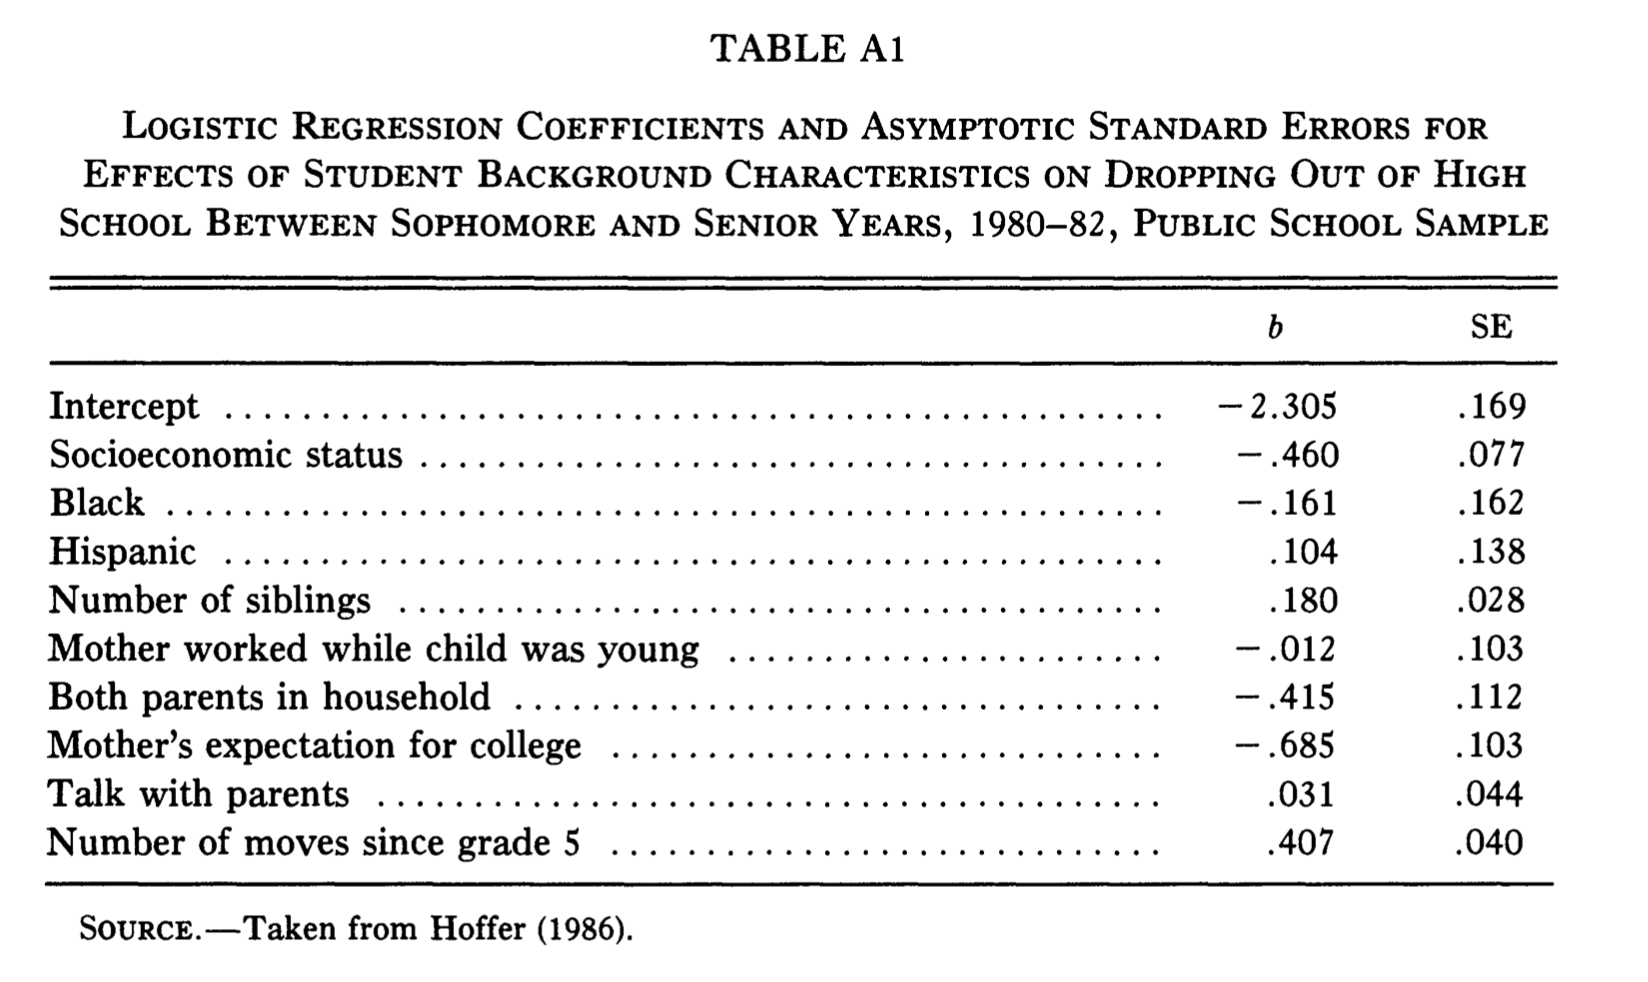 TABLE A1
LOGISTIC REGRESSION COEFFICIENTS AND ASYMPTOTIC STANDARD ERRORS FOR
EFFECTS OF STUDENT BACKGROUND CHARACTERISTICS ON DROPPING OUT OF HIGH
SCHOOL BETWEEN SOPHOMORE AND SENIOR YEARS, 1980–82, PUBLIC SCHOOL SAMPLE
b SE
Intercept ................................................ −2.305 .169
Socioeconomic status ...................................... −.460 .077
Black .................................................... −.161 .162
Hispanic ................................................ .104 .138
Number of siblings ........................................ .180 .028
Mother worked while child was young ....................... −.012 .103
Both parents in household ................................. −.415 .112
Mother's expectation for college ............................ −.685 .103
Talk with parents ......................................... .031 .044
Number of moves since grade 5 ............................. .407 .040
SOURCE.—Taken from Hoffer (1986).